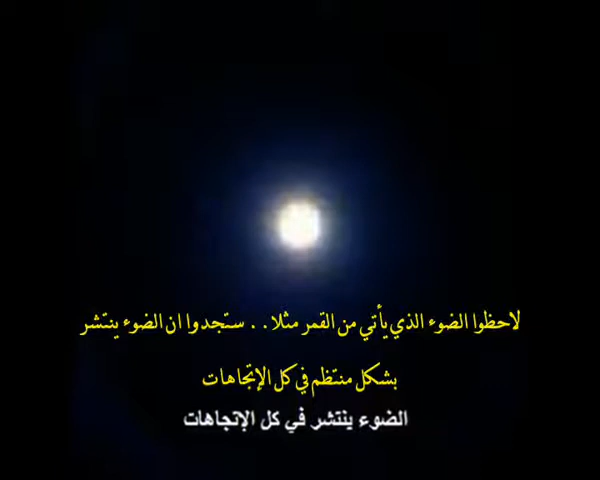 لاحظوا الضوء الذي يأتي من القمر مثلا . . ستجدوا ان الضوء ينتشر
بشكل منتظم في كل الإتجاهات
الضوء ينتشر في كل الإتجاهات